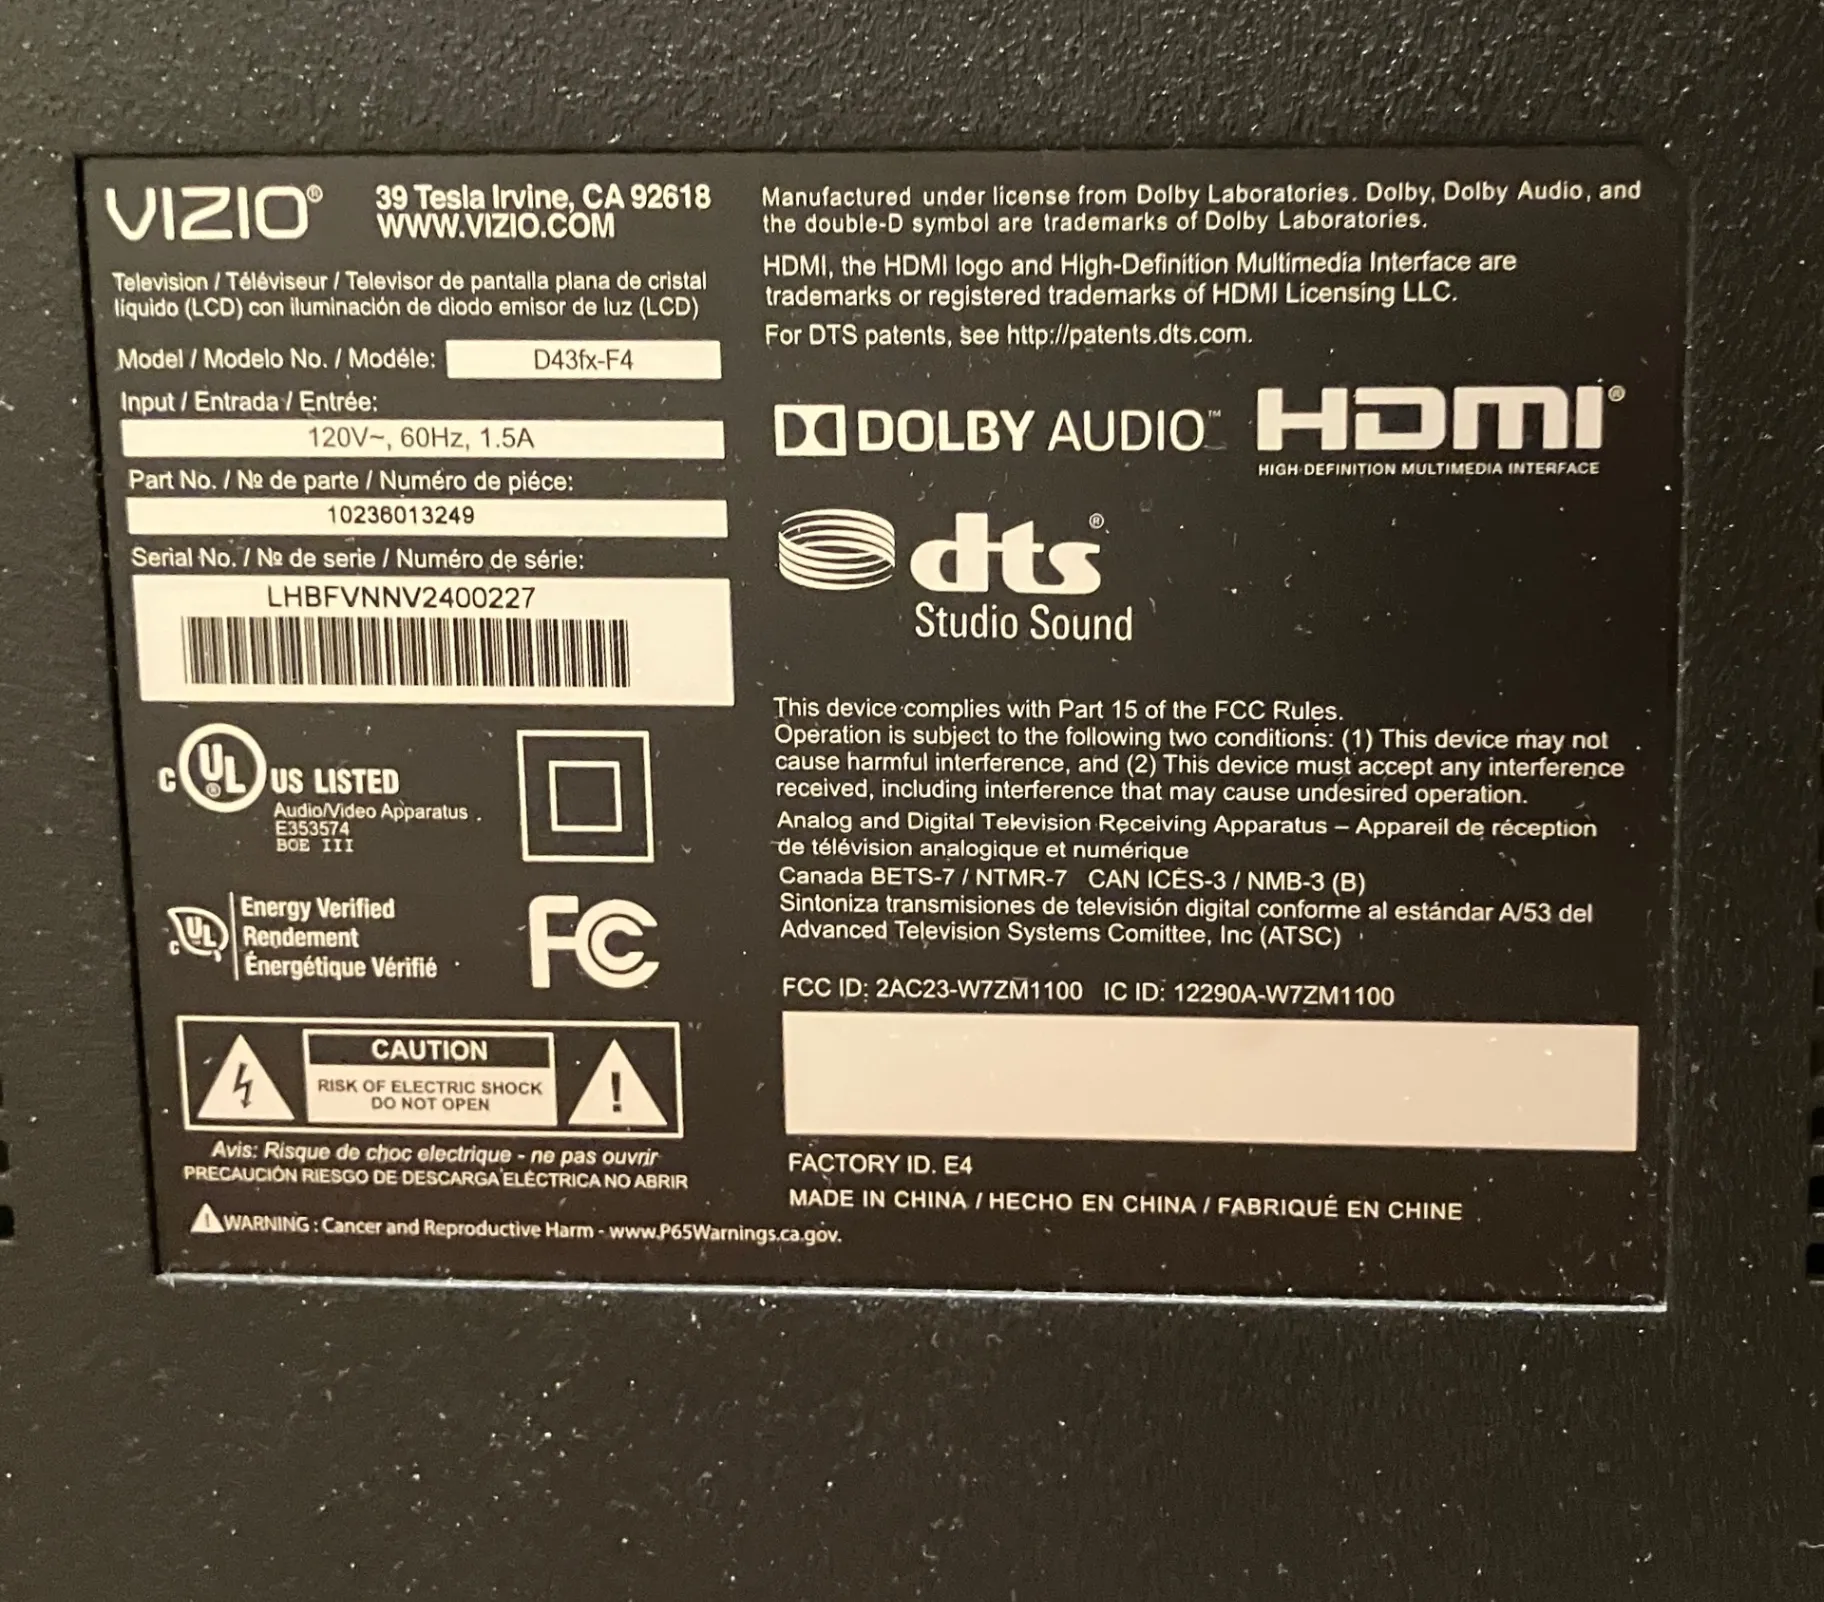 VIZIO®
39 Tesla Irvine, CA 92618
WWW.VIZIO.COM
Television / Téléviseur / Televisor de pantalla plana de cristal
líquido (LCD) con iluminación de diodo emisor de luz (LCD)
Model / Modelo No. / Modéle: D43fx-F4
Input / Entrada / Entrée:
120V~, 60Hz, 1.5A
Part No. / Nº de parte / Numéro de piéce:
10236013249
Serial No. / Nº de serie / Numéro de série:
LHBFVNNV2400227
C UL® US LISTED
Audio/Video Apparatus
E353574
BOE III
C UL
Energy Verified
Rendement
Énergétique Vérifié
FC
CAUTION
RISK OF ELECTRIC SHOCK
DO NOT OPEN
!
Avis: Risque de choc electrique - ne pas ouvrir
PRECAUCIÓN RIESGO DE DESCARGA ELÉCTRICA NO ABRIR
! WARNING : Cancer and Reproductive Harm - www.P65Warnings.ca.gov.
Manufactured under license from Dolby Laboratories. Dolby, Dolby Audio, and
the double-D symbol are trademarks of Dolby Laboratories.
HDMI, the HDMI logo and High-Definition Multimedia Interface are
trademarks or registered trademarks of HDMI Licensing LLC.
For DTS patents, see http://patents.dts.com.
DOLBY AUDIO™
HDMI®
HIGH-DEFINITION MULTIMEDIA INTERFACE
dts®
Studio Sound
This device complies with Part 15 of the FCC Rules.
Operation is subject to the following two conditions: (1) This device may not
cause harmful interference, and (2) This device must accept any interference
received, including interference that may cause undesired operation.
Analog and Digital Television Receiving Apparatus – Appareil de réception
de télévision analogique et numérique
Canada BETS-7 / NTMR-7 CAN ICES-3 / NMB-3 (B)
Sintoniza transmisiones de televisión digital conforme al estándar A/53 del
Advanced Television Systems Comittee, Inc (ATSC)
FCC ID: 2AC23-W7ZM1100 IC ID: 12290A-W7ZM1100
FACTORY ID. E4
MADE IN CHINA / HECHO EN CHINA / FABRIQUÉ EN CHINE